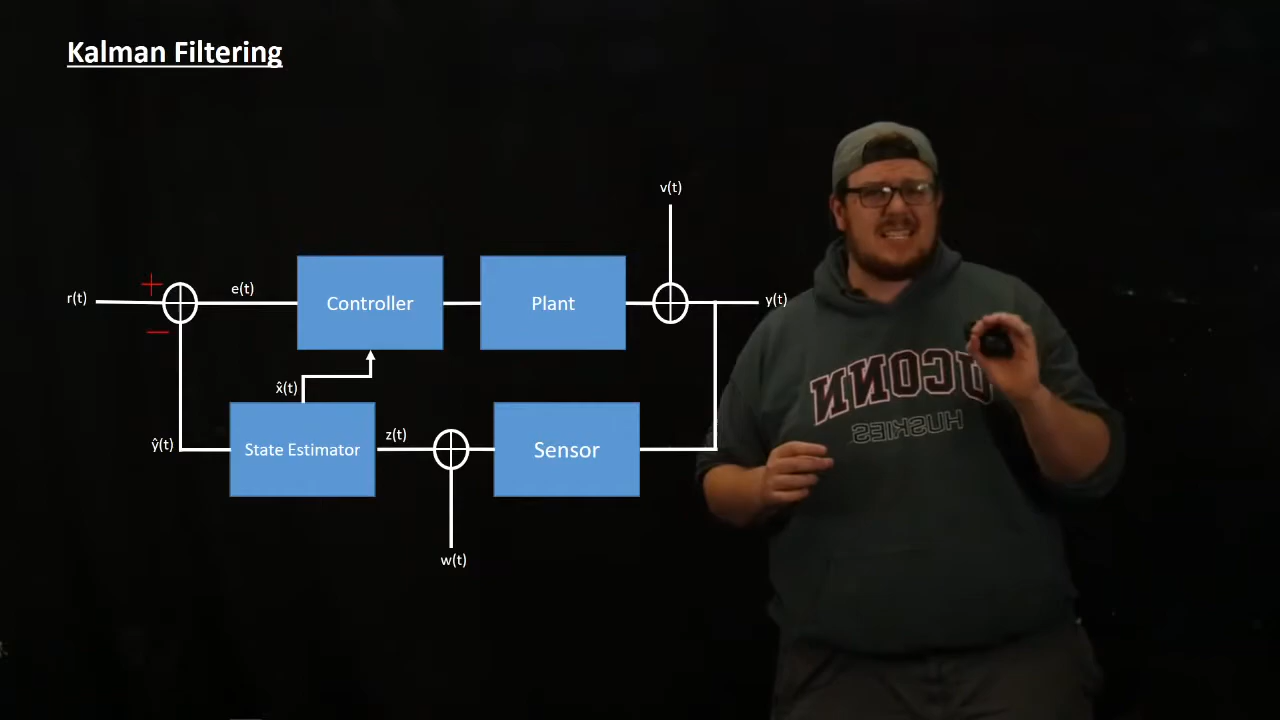 Kalman Filtering
v(t)
r(t)
+
e(t)
Controller
Plant
y(t)
−
x̂(t)
ŷ(t)
State Estimator
z(t)
Sensor
w(t)
UCONN
HUSKIES